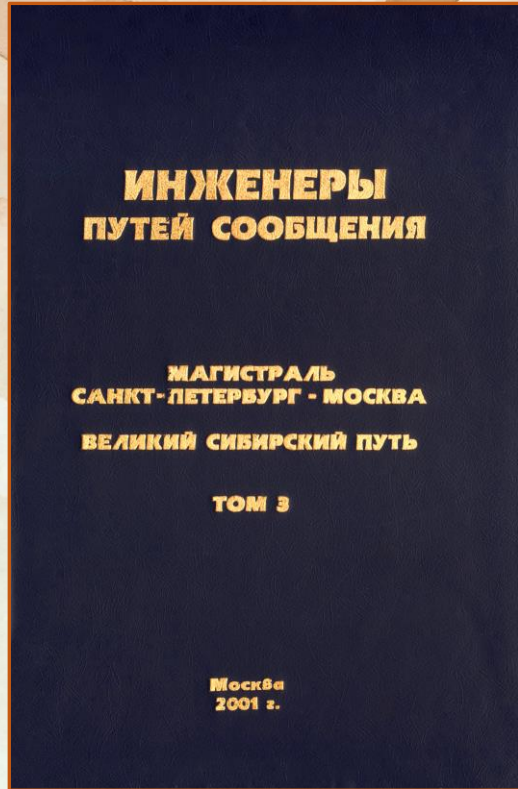 ИНЖЕНЕРЫ
ПУТЕЙ СООБЩЕНИЯ
МАГИСТРАЛЬ
САНКТ-ПЕТЕРБУРГ - МОСКВА
ВЕЛИКИЙ СИБИРСКИЙ ПУТЬ
ТОМ 3
Москва
2001 г.